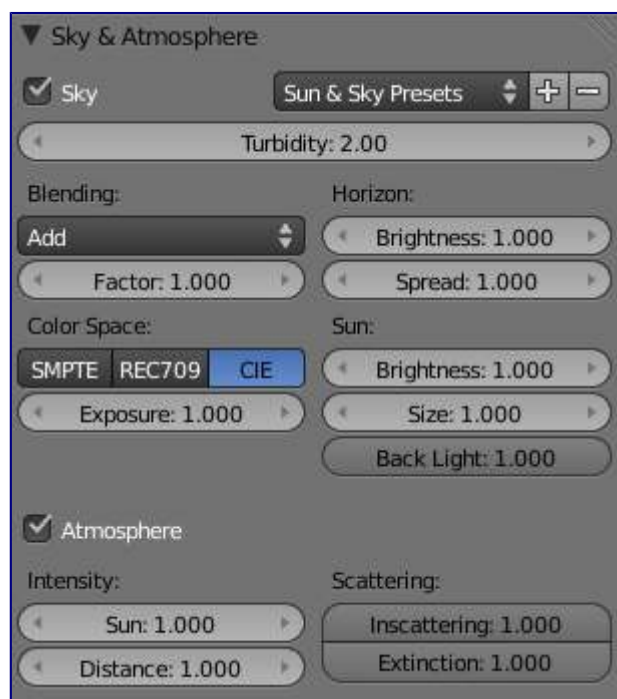 Sky & Atmosphere
Sky
Sun & Sky Presets
Turbidity: 2.00
Blending:
Horizon:
Add
Brightness: 1.000
Factor: 1.000
Spread: 1.000
Color Space:
Sun:
SMPTE REC709 CIE
Brightness: 1.000
Exposure: 1.000
Size: 1.000
Back Light: 1.000
Atmosphere
Intensity:
Scattering:
Sun: 1.000
Inscattering: 1.000
Distance: 1.000
Extinction: 1.000